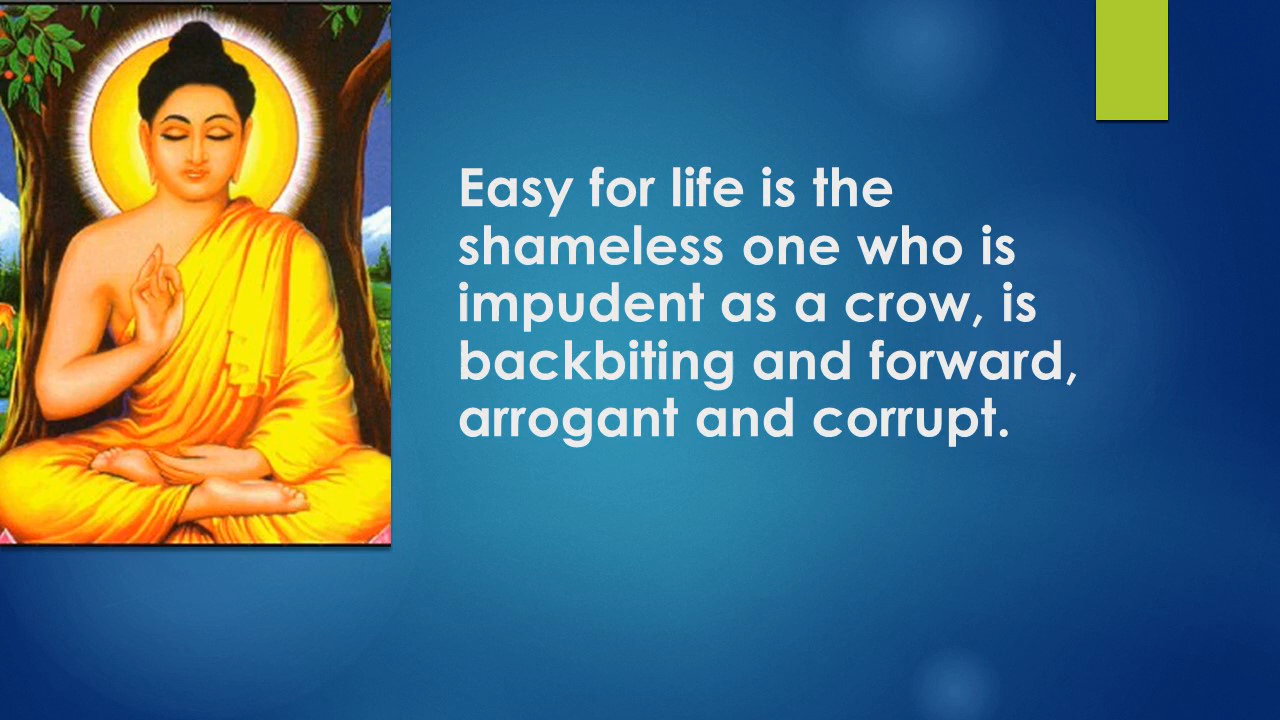 Easy for life is the
shameless one who is
impudent as a crow, is
backbiting and forward,
arrogant and corrupt.